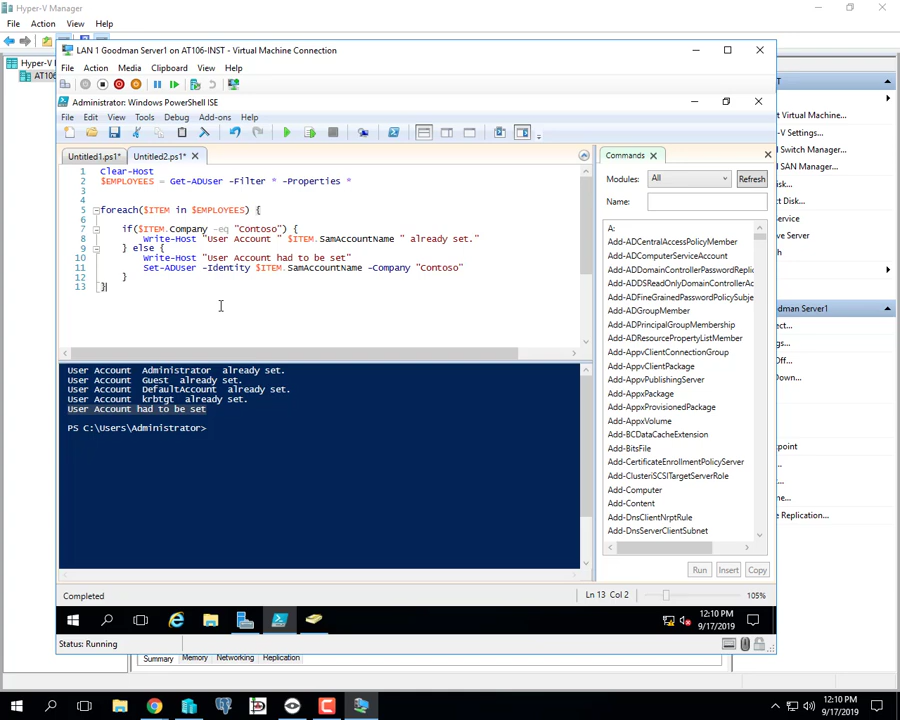 Hyper-V Manager
File Action View Help
Hyper-V
AT106
LAN 1 Goodman Server1 on AT106-INST - Virtual Machine Connection
File Action Media Clipboard View Help
Administrator: Windows PowerShell ISE
File Edit View Tools Debug Add-ons Help
Untitled1.ps1* Untitled2.ps1* X
1 clear-Host
2 $EMPLOYEES = Get-ADUser -Filter * -Properties *
3
4
5 foreach($ITEM in $EMPLOYEES) {
6
7 if($ITEM.Company -eq "Contoso") {
8 Write-Host "User Account " $ITEM.SamAccountName " already set."
9 } else {
10 Write-Host "User Account had to be set"
11 Set-ADUser -Identity $ITEM.SamAccountName -Company "Contoso"
12 }
13 }
User Account  Administrator  already set.
User Account  Guest  already set.
User Account  DefaultAccount  already set.
User Account  krbtgt  already set.
User Account had to be set
PS C:\Users\Administrator>
Commands X
Modules: All Refresh
Name:
A:
Add-ADCentralAccessPolicyMember
Add-ADComputerServiceAccount
Add-ADDomainControllerPasswordReplic
Add-ADDSReadOnlyDomainControllerAc
Add-ADFineGrainedPasswordPolicySubje
Add-ADGroupMember
Add-ADPrincipalGroupMembership
Add-ADResourcePropertyListMember
Add-AppvClientConnectionGroup
Add-AppvClientPackage
Add-AppvPublishingServer
Add-AppxPackage
Add-AppxProvisionedPackage
Add-AppxVolume
Add-BCDataCacheExtension
Add-BitsFile
Add-CertificateEnrollmentPolicyServer
Add-ClusteriSCSITargetServerRole
Add-Computer
Add-Content
Add-DnsClientNrptRule
Add-DnsServerClientSubnet
Run Insert Copy
Completed Ln 13 Col 2 105%
12:10 PM
9/17/2019
Status: Running
Summary Memory Networking Replication
T
t Virtual Machine...
-V Settings...
l Switch Manager...
l SAN Manager...
t Disk...
Service
ve Server
h
dman Server1
ect...
gs...
Off...
Down...
point
e Replication...
12:10 PM
9/17/2019